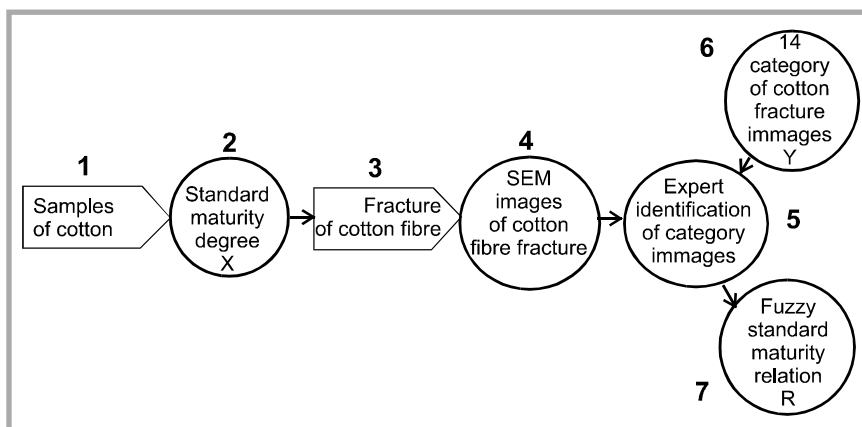 1
Samples
of cotton
2
Standard
maturity
degree
X
3
Fracture
of cotton fibre
4
SEM
images
of cotton
fibre fracture
5
Expert
identification
of category
immages
6
14
category
of cotton
fracture
immages
Y
7
Fuzzy
standard
maturity
relation
R